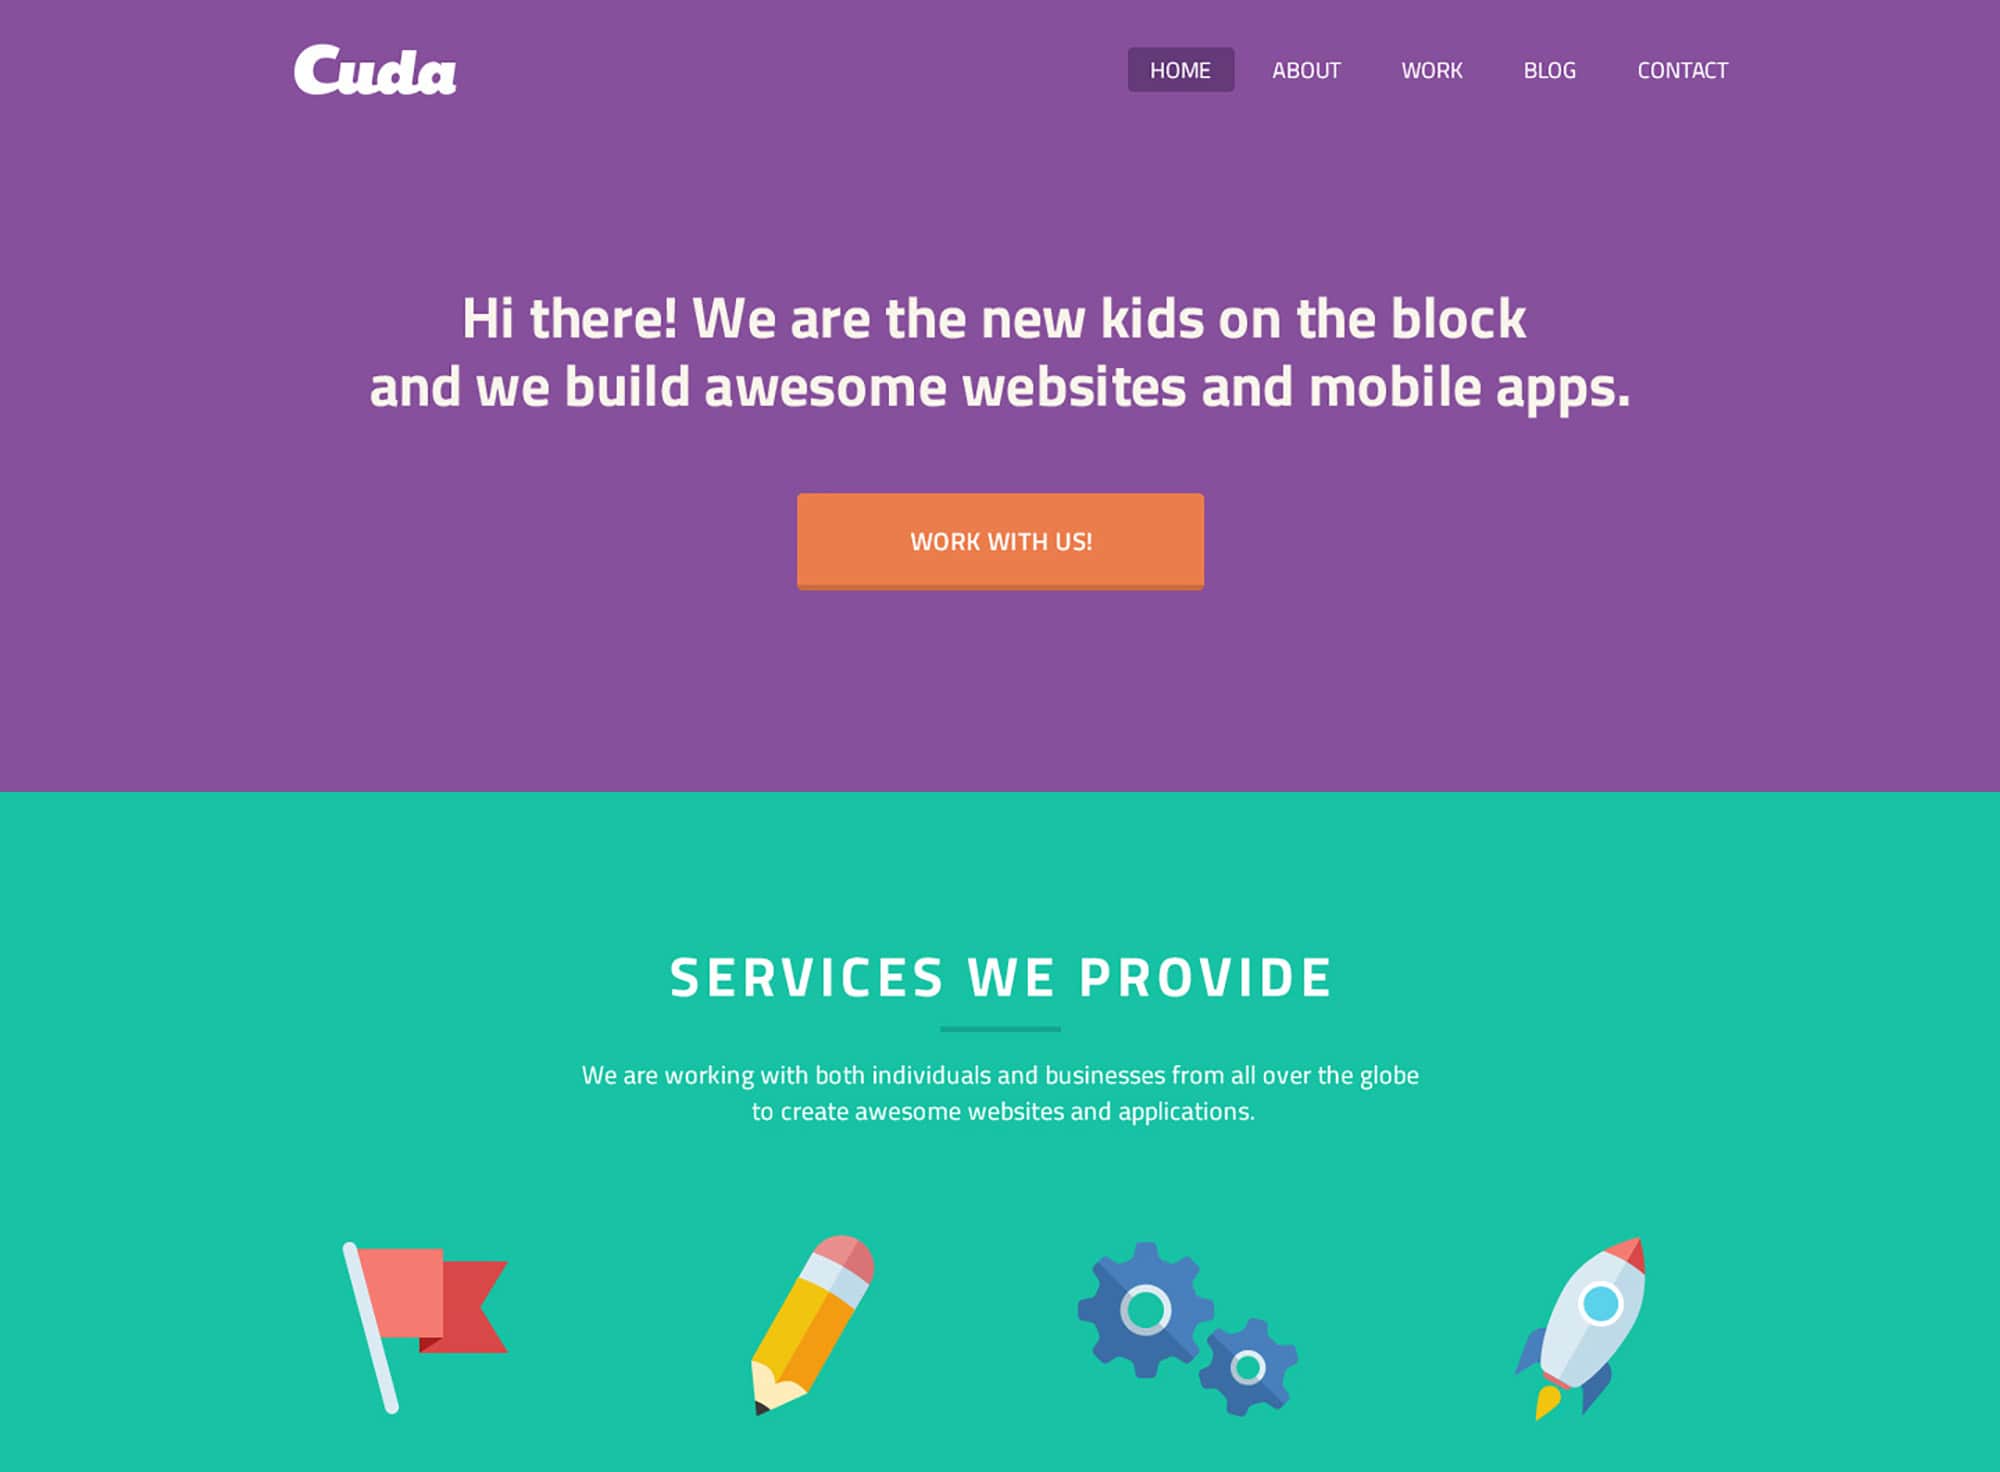 Cuda
HOME ABOUT WORK BLOG CONTACT
Hi there! We are the new kids on the block
and we build awesome websites and mobile apps.
WORK WITH US!
SERVICES WE PROVIDE
We are working with both individuals and businesses from all over the globe
to create awesome websites and applications.